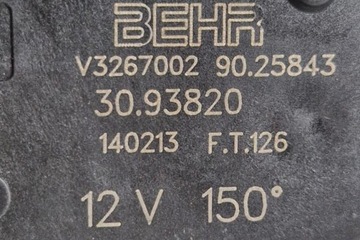 BEHR
V3267002 90.25843
30.93820
140213 F.T.126
12 V 150°